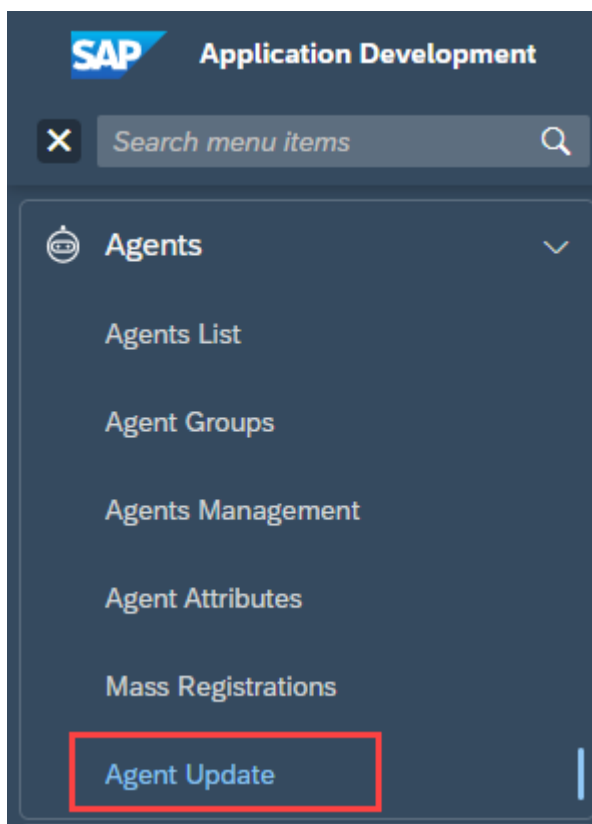 SAP Application Development
Search menu items
Agents
Agents List
Agent Groups
Agents Management
Agent Attributes
Mass Registrations
Agent Update